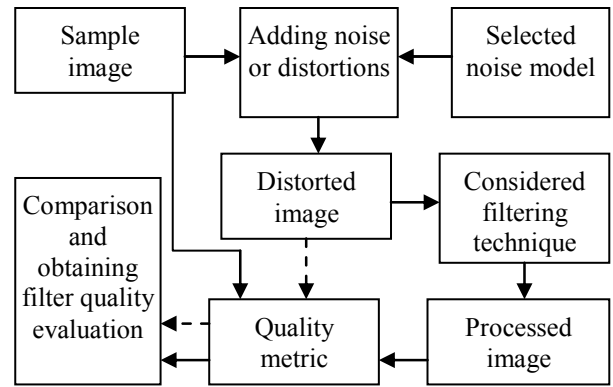 Sample
image
Adding noise
or distortions
Selected
noise model
Comparison
and
obtaining
filter quality
evaluation
Distorted
image
Considered
filtering
technique
Quality
metric
Processed
image